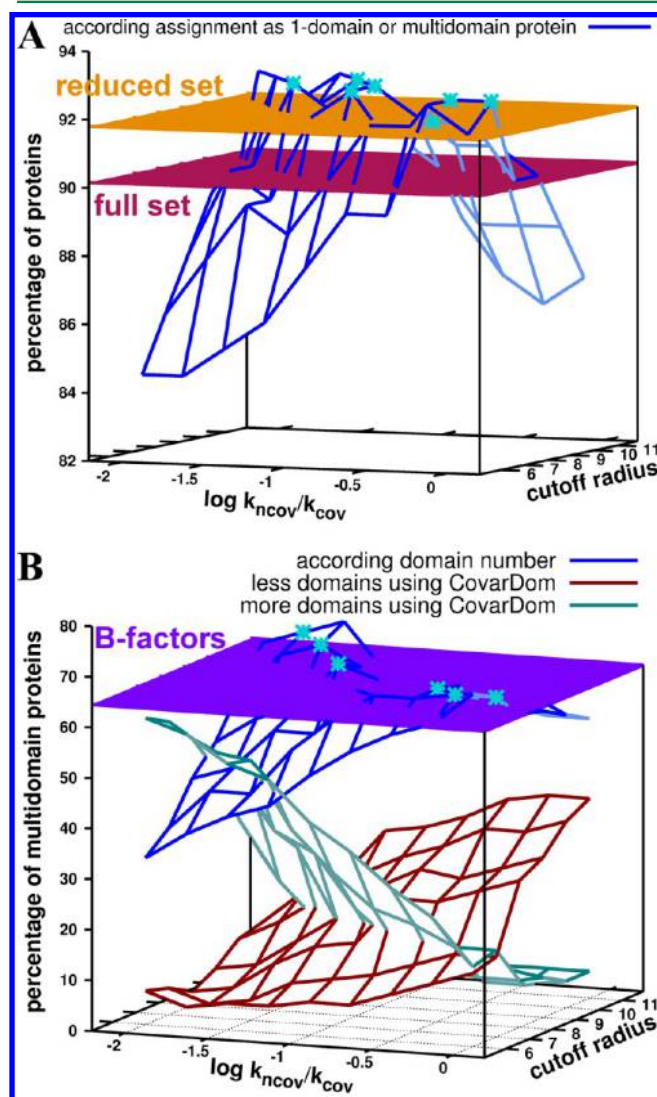 A
according assignment as 1-domain or multidomain protein
94
reduced set
92
90
full set
88
86
84
82
percentage of proteins
-2
-1.5
-1
-0.5
0
log k_ncov/k_cov
6
7
8
9
10
11
cutoff radius
B
according domain number
less domains using CovarDom
more domains using CovarDom
80
B-factors
70
60
50
40
30
20
10
0
percentage of multidomain proteins
-2
-1.5
-1
-0.5
0
log k_ncov/k_cov
6
7
8
9
10
11
cutoff radius